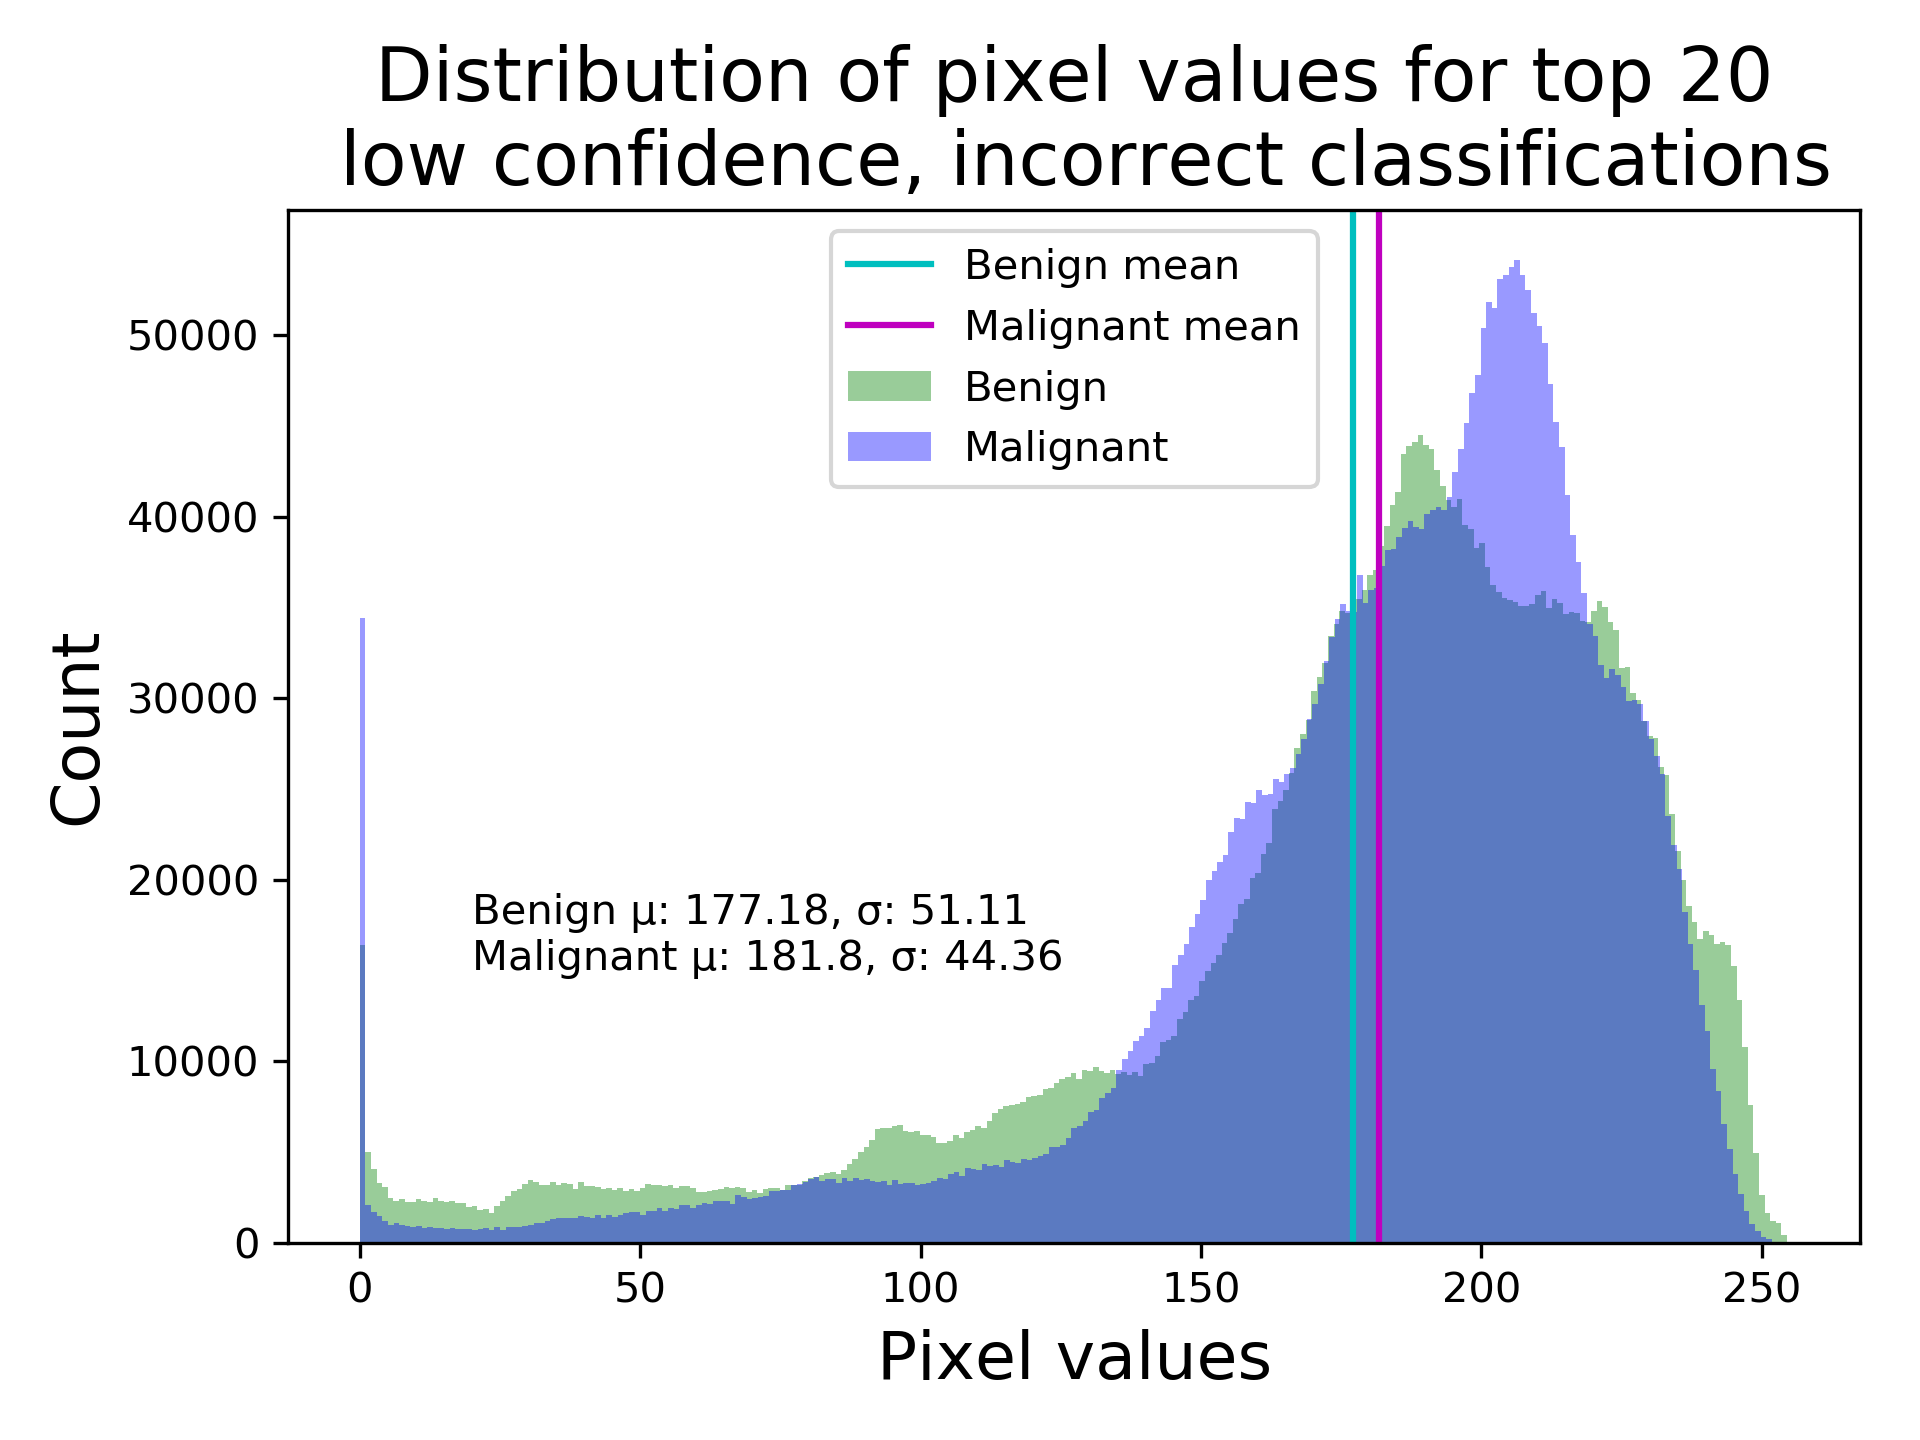 Distribution of pixel values for top 20
low confidence, incorrect classifications
Benign mean
Malignant mean
Benign
Malignant
50000
40000
30000
20000
10000
0
Count
Benign μ: 177.18, σ: 51.11
Malignant μ: 181.8, σ: 44.36
0 50 100 150 200 250
Pixel values